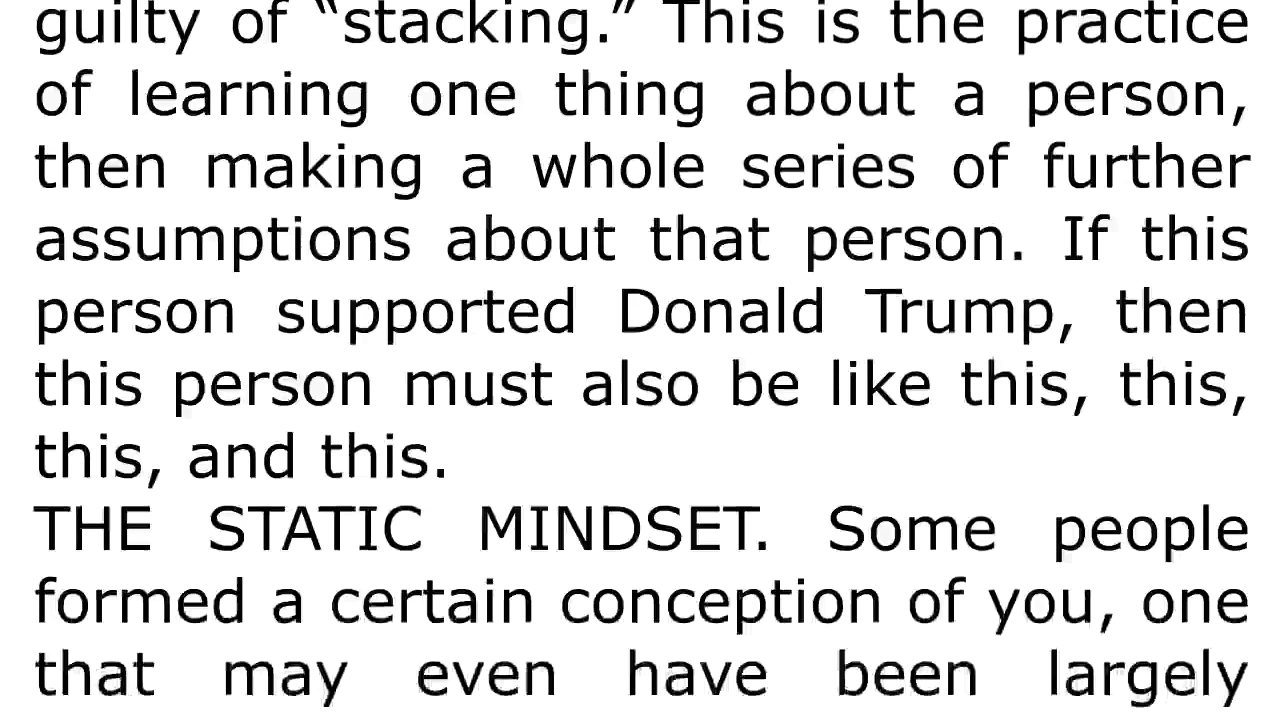 guilty of “stacking.” This is the practice
of learning one thing about a person,
then making a whole series of further
assumptions about that person. If this
person supported Donald Trump, then
this person must also be like this, this,
this, and this.
THE STATIC MINDSET. Some people
formed a certain conception of you, one
that may even have been largely